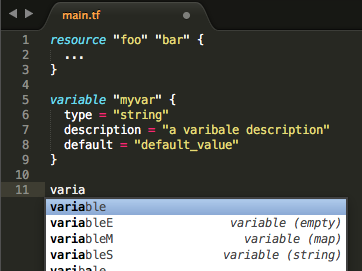 main.tf
1 resource "foo" "bar" {
2 ...
3 }
4
5 variable "myvar" {
6 type = "string"
7 description = "a varibale description"
8 default = "default_value"
9 }
10
11 varia
variable
variableE variable (empty)
variableM variable (map)
variableS variable (string)